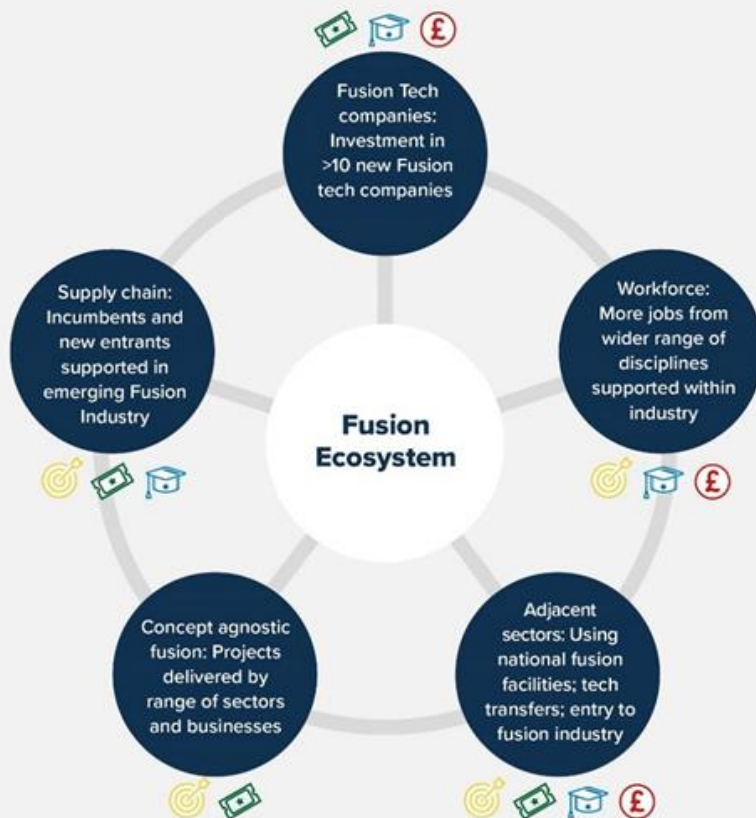 Fusion Tech
companies:
Investment in
>10 new Fusion
tech companies
Supply chain:
Incumbents and
new entrants
supported in
emerging Fusion
Industry
Workforce:
More jobs from
wider range of
disciplines
supported within
industry
Fusion
Ecosystem
Concept agnostic
fusion: Projects
delivered by
range of sectors
and businesses
Adjacent
sectors: Using
national fusion
facilities; tech
transfers; entry to
fusion industry